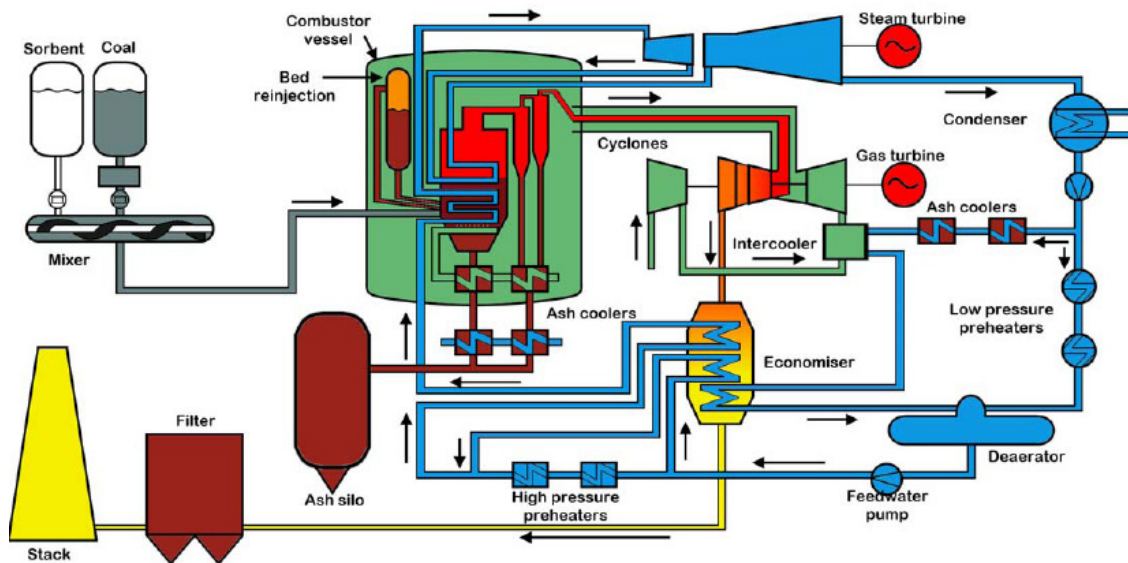 Sorbent
Coal
Mixer
Combustor
vessel
Bed
reinjection
Cyclones
Steam turbine
Condenser
Gas turbine
Intercooler
Ash coolers
Low pressure
preheaters
Ash coolers
Economiser
Deaerator
Feedwater
pump
High pressure
preheaters
Ash silo
Filter
Stack